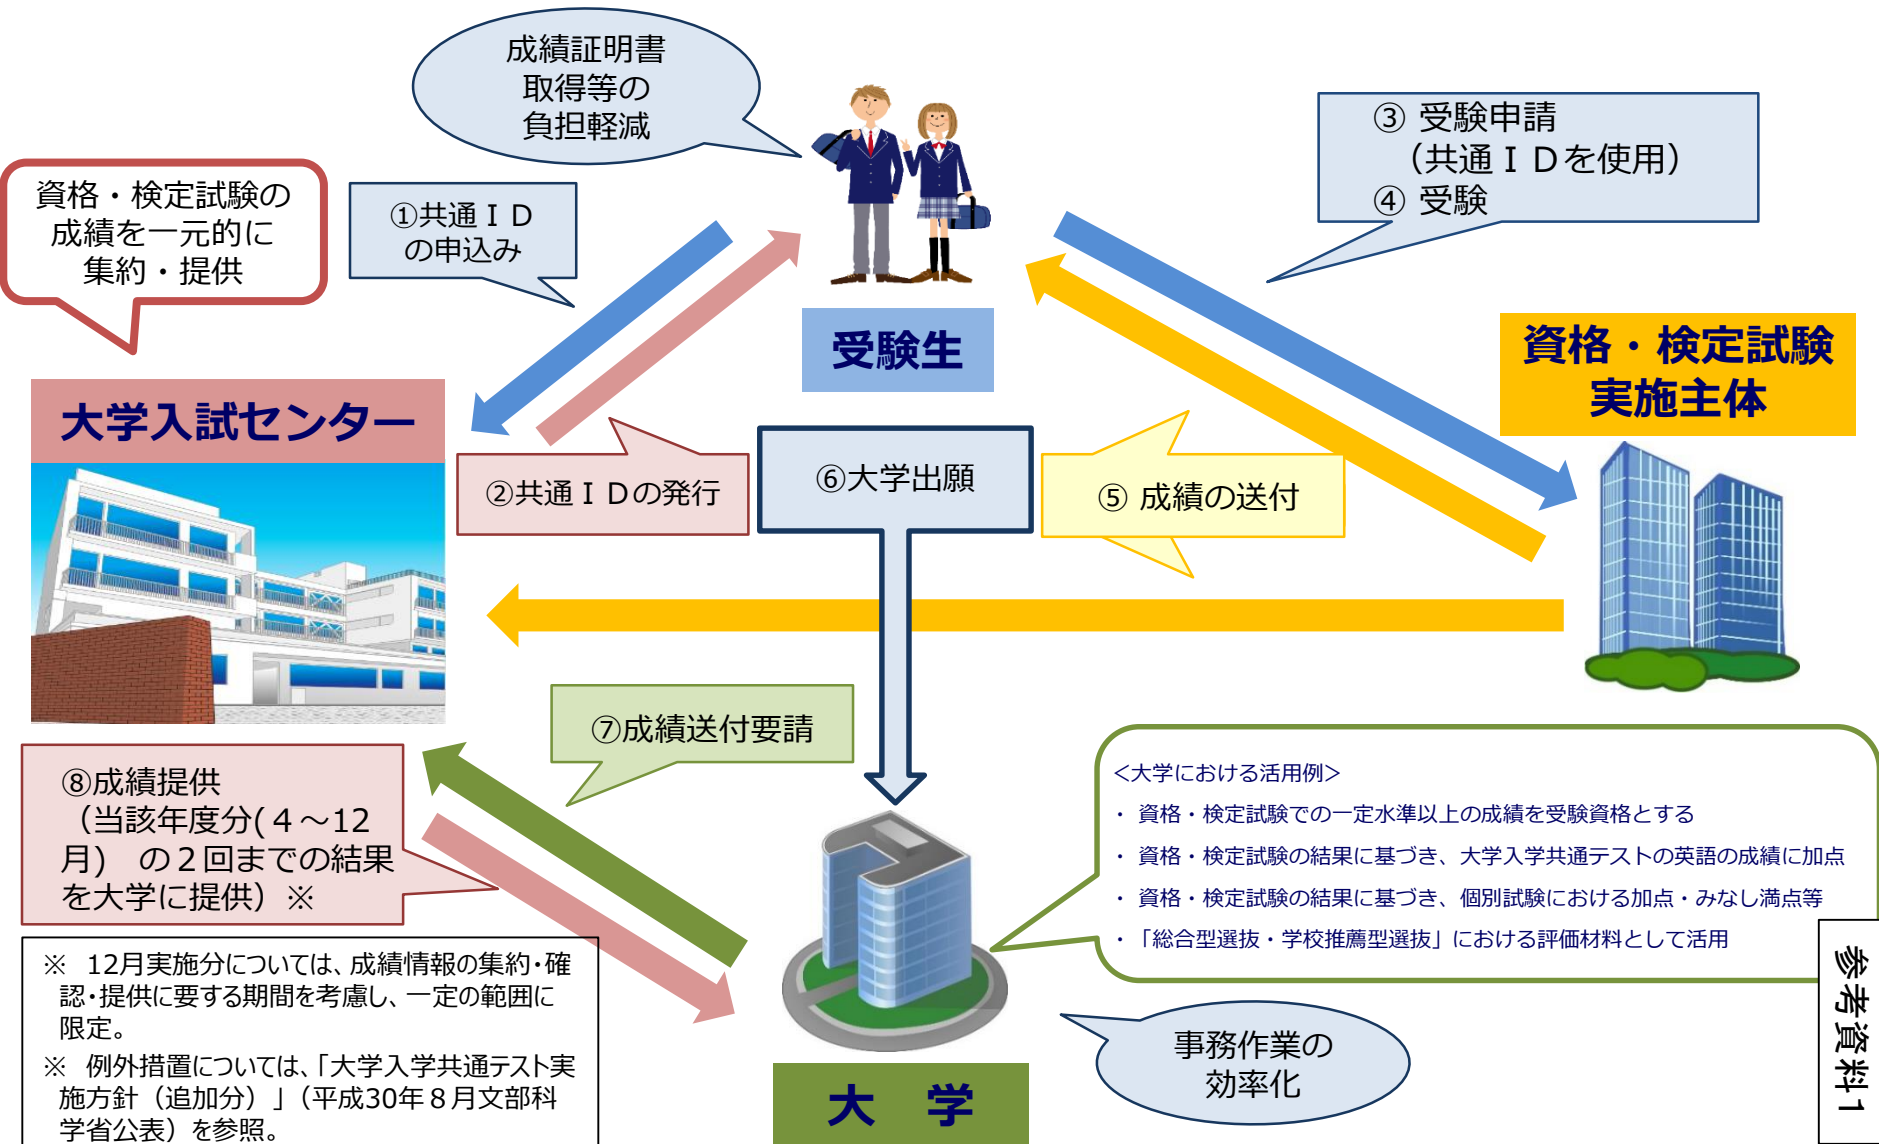 成績証明書
取得等の
負担軽減
資格・検定試験の
成績を一元的に
集約・提供
①共通ＩＤ
の申込み
③ 受験申請
（共通ＩＤを使用）
④ 受験
受験生
資格・検定試験
実施主体
大学入試センター
②共通ＩＤの発行
⑥大学出願
⑤ 成績の送付
⑦成績送付要請
⑧成績提供
（当該年度分(４～12
月)　の２回までの結果
を大学に提供）※
＜大学における活用例＞
・ 資格・検定試験での一定水準以上の成績を受験資格とする
・ 資格・検定試験の結果に基づき、大学入学共通テストの英語の成績に加点
・ 資格・検定試験の結果に基づき、個別試験における加点・みなし満点等
・「総合型選抜・学校推薦型選抜」における評価材料として活用
※　12月実施分については、成績情報の集約・確
認・提供に要する期間を考慮し、一定の範囲に
限定。
※　例外措置については、「大学入学共通テスト実
施方針（追加分）」（平成30年８月文部科
学省公表）を参照。
事務作業の
効率化
大　学
参考資料１